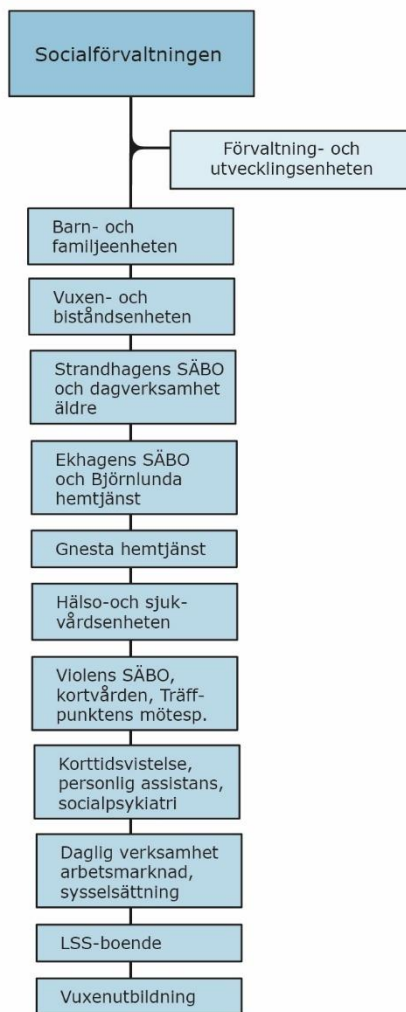 Socialförvaltningen
Förvaltning- och
utvecklingsenheten
Barn- och
familjeenheten
Vuxen- och
biståndsenheten
Strandhagens SÄBO
och dagverksamhet
äldre
Ekhagens SÄBO
och Björnlunda
hemtjänst
Gnesta hemtjänst
Hälso-och sjuk-
vårdsenheten
Violens SÄBO,
kortvården, Träff-
punktens mötesp.
Korttidsvistelse,
personlig assistans,
socialpsykiatri
Daglig verksamhet
arbetsmarknad,
sysselsättning
LSS-boende
Vuxenutbildning